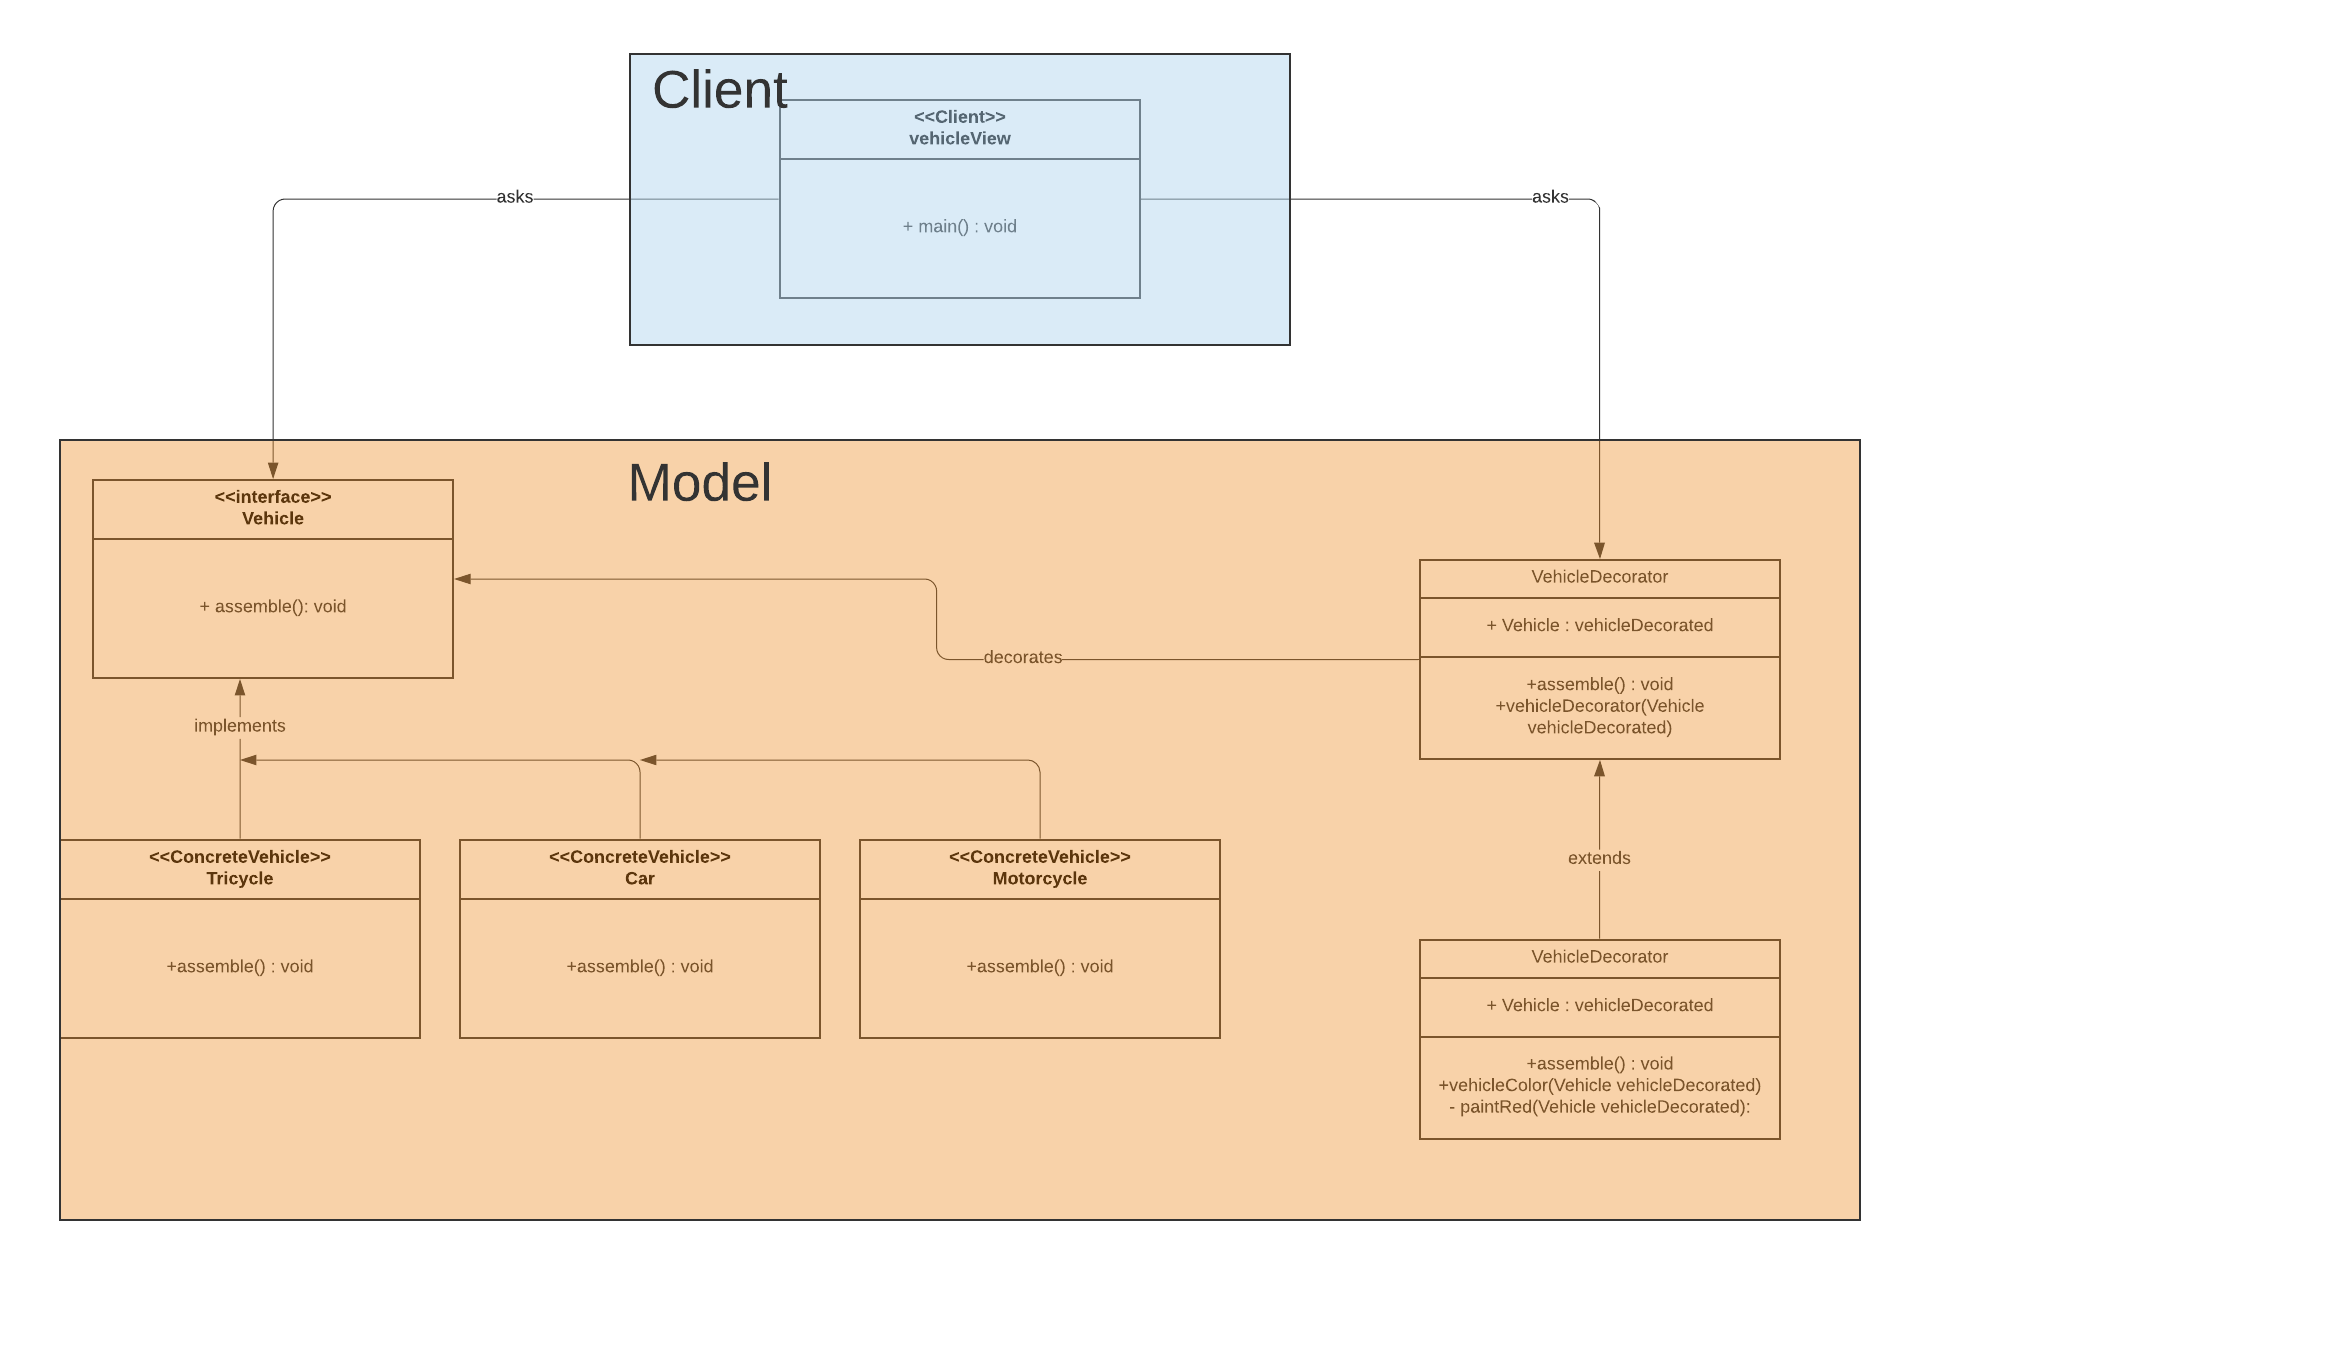 Client
<<Client>>
vehicleView
+ main() : void
asks
asks
Model
<<interface>>
Vehicle
+ assemble(): void
VehicleDecorator
+ Vehicle : vehicleDecorated
+assemble() : void
+vehicleDecorator(Vehicle
vehicleDecorated)
decorates
implements
<<ConcreteVehicle>>
Tricycle
+assemble() : void
<<ConcreteVehicle>>
Car
+assemble() : void
<<ConcreteVehicle>>
Motorcycle
+assemble() : void
extends
VehicleDecorator
+ Vehicle : vehicleDecorated
+assemble() : void
+vehicleColor(Vehicle vehicleDecorated)
- paintRed(Vehicle vehicleDecorated):